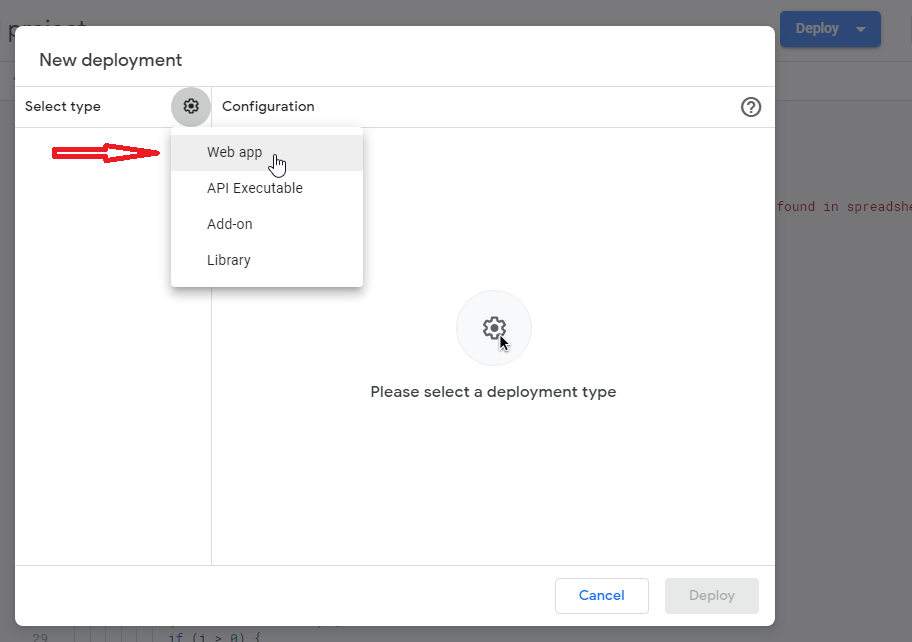 Deploy
New deployment
Select type
Configuration
Web app
API Executable
Add-on
Library
found in spreadshe
Please select a deployment type
Cancel
Deploy
29
if (i > 0) {